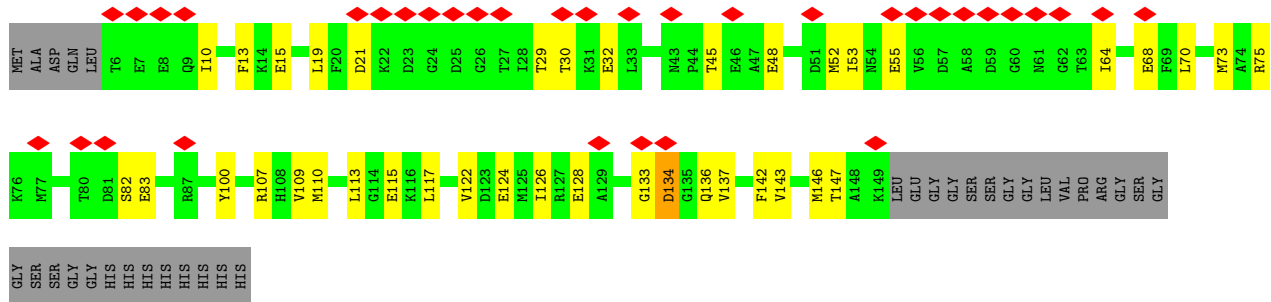 MET ALA ASP GLN LEU T6 E7 E8 Q9 I10 F13 K14 E15 L19 F20 D21 K22 D23 G24 D25 G26 T27 I28 T29 T30 K31 E32 L33 N43 P44 T45 E46 A47 E48 D51 M52 I53 N54 E55 V56 D57 A58 D59 G60 N61 G62 T63 I64 E68 F69 L70 M73 A74 R75
K76 M77 T80 D81 S82 E83 R87 Y100 R107 H108 V109 M110 L113 G114 E115 K116 L117 V122 D123 E124 M125 I126 R127 E128 A129 G133 D134 G135 Q136 V137 F142 V143 M146 T147 A148 K149 LEU GLU GLY GLY SER SER GLY GLY LEU VAL PRO ARG GLY SER GLY
GLY SER SER GLY GLY HIS HIS HIS HIS HIS HIS HIS HIS